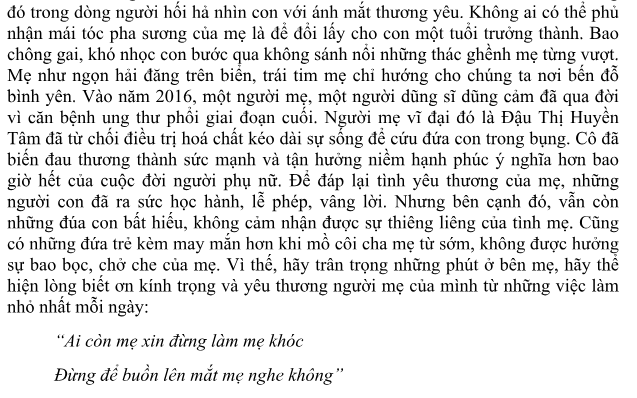 đó trong dòng người hối hả nhìn con với ánh mắt thương yêu. Không ai có thể phủ
nhận mái tóc pha sương của mẹ là để đổi lấy cho con một tuổi trưởng thành. Bao
chông gai, khó nhọc con bước qua không sánh nổi những thác ghềnh mẹ từng vượt.
Mẹ như ngọn hải đăng trên biển, trái tim mẹ chỉ hướng cho chúng ta nơi bến đỗ
bình yên. Vào năm 2016, một người mẹ, một người dũng sĩ dũng cảm đã qua đời
vì căn bệnh ung thư phổi giai đoạn cuối. Người mẹ vĩ đại đó là Đậu Thị Huyền
Tâm đã từ chối điều trị hoá chất kéo dài sự sống để cứu đứa con trong bụng. Cô đã
biến đau thương thành sức mạnh và tận hưởng niềm hạnh phúc ý nghĩa hơn bao
giờ hết của cuộc đời người phụ nữ. Để đáp lại tình yêu thương của mẹ, những
người con đã ra sức học hành, lễ phép, vâng lời. Nhưng bên cạnh đó, vẫn còn
những đúa con bất hiếu, không cảm nhận được sự thiêng liêng của tình mẹ. Cũng
có những đứa trẻ kèm may mắn hơn khi mồ côi cha mẹ từ sớm, không được hưởng
sự bao bọc, chở che của mẹ. Vì thế, hãy trân trọng những phút ở bên mẹ, hãy thể
hiện lòng biết ơn kính trọng và yêu thương người mẹ của mình từ những việc làm
nhỏ nhất mỗi ngày:
“Ai còn mẹ xin đừng làm mẹ khóc
Đừng để buồn lên mắt mẹ nghe không”